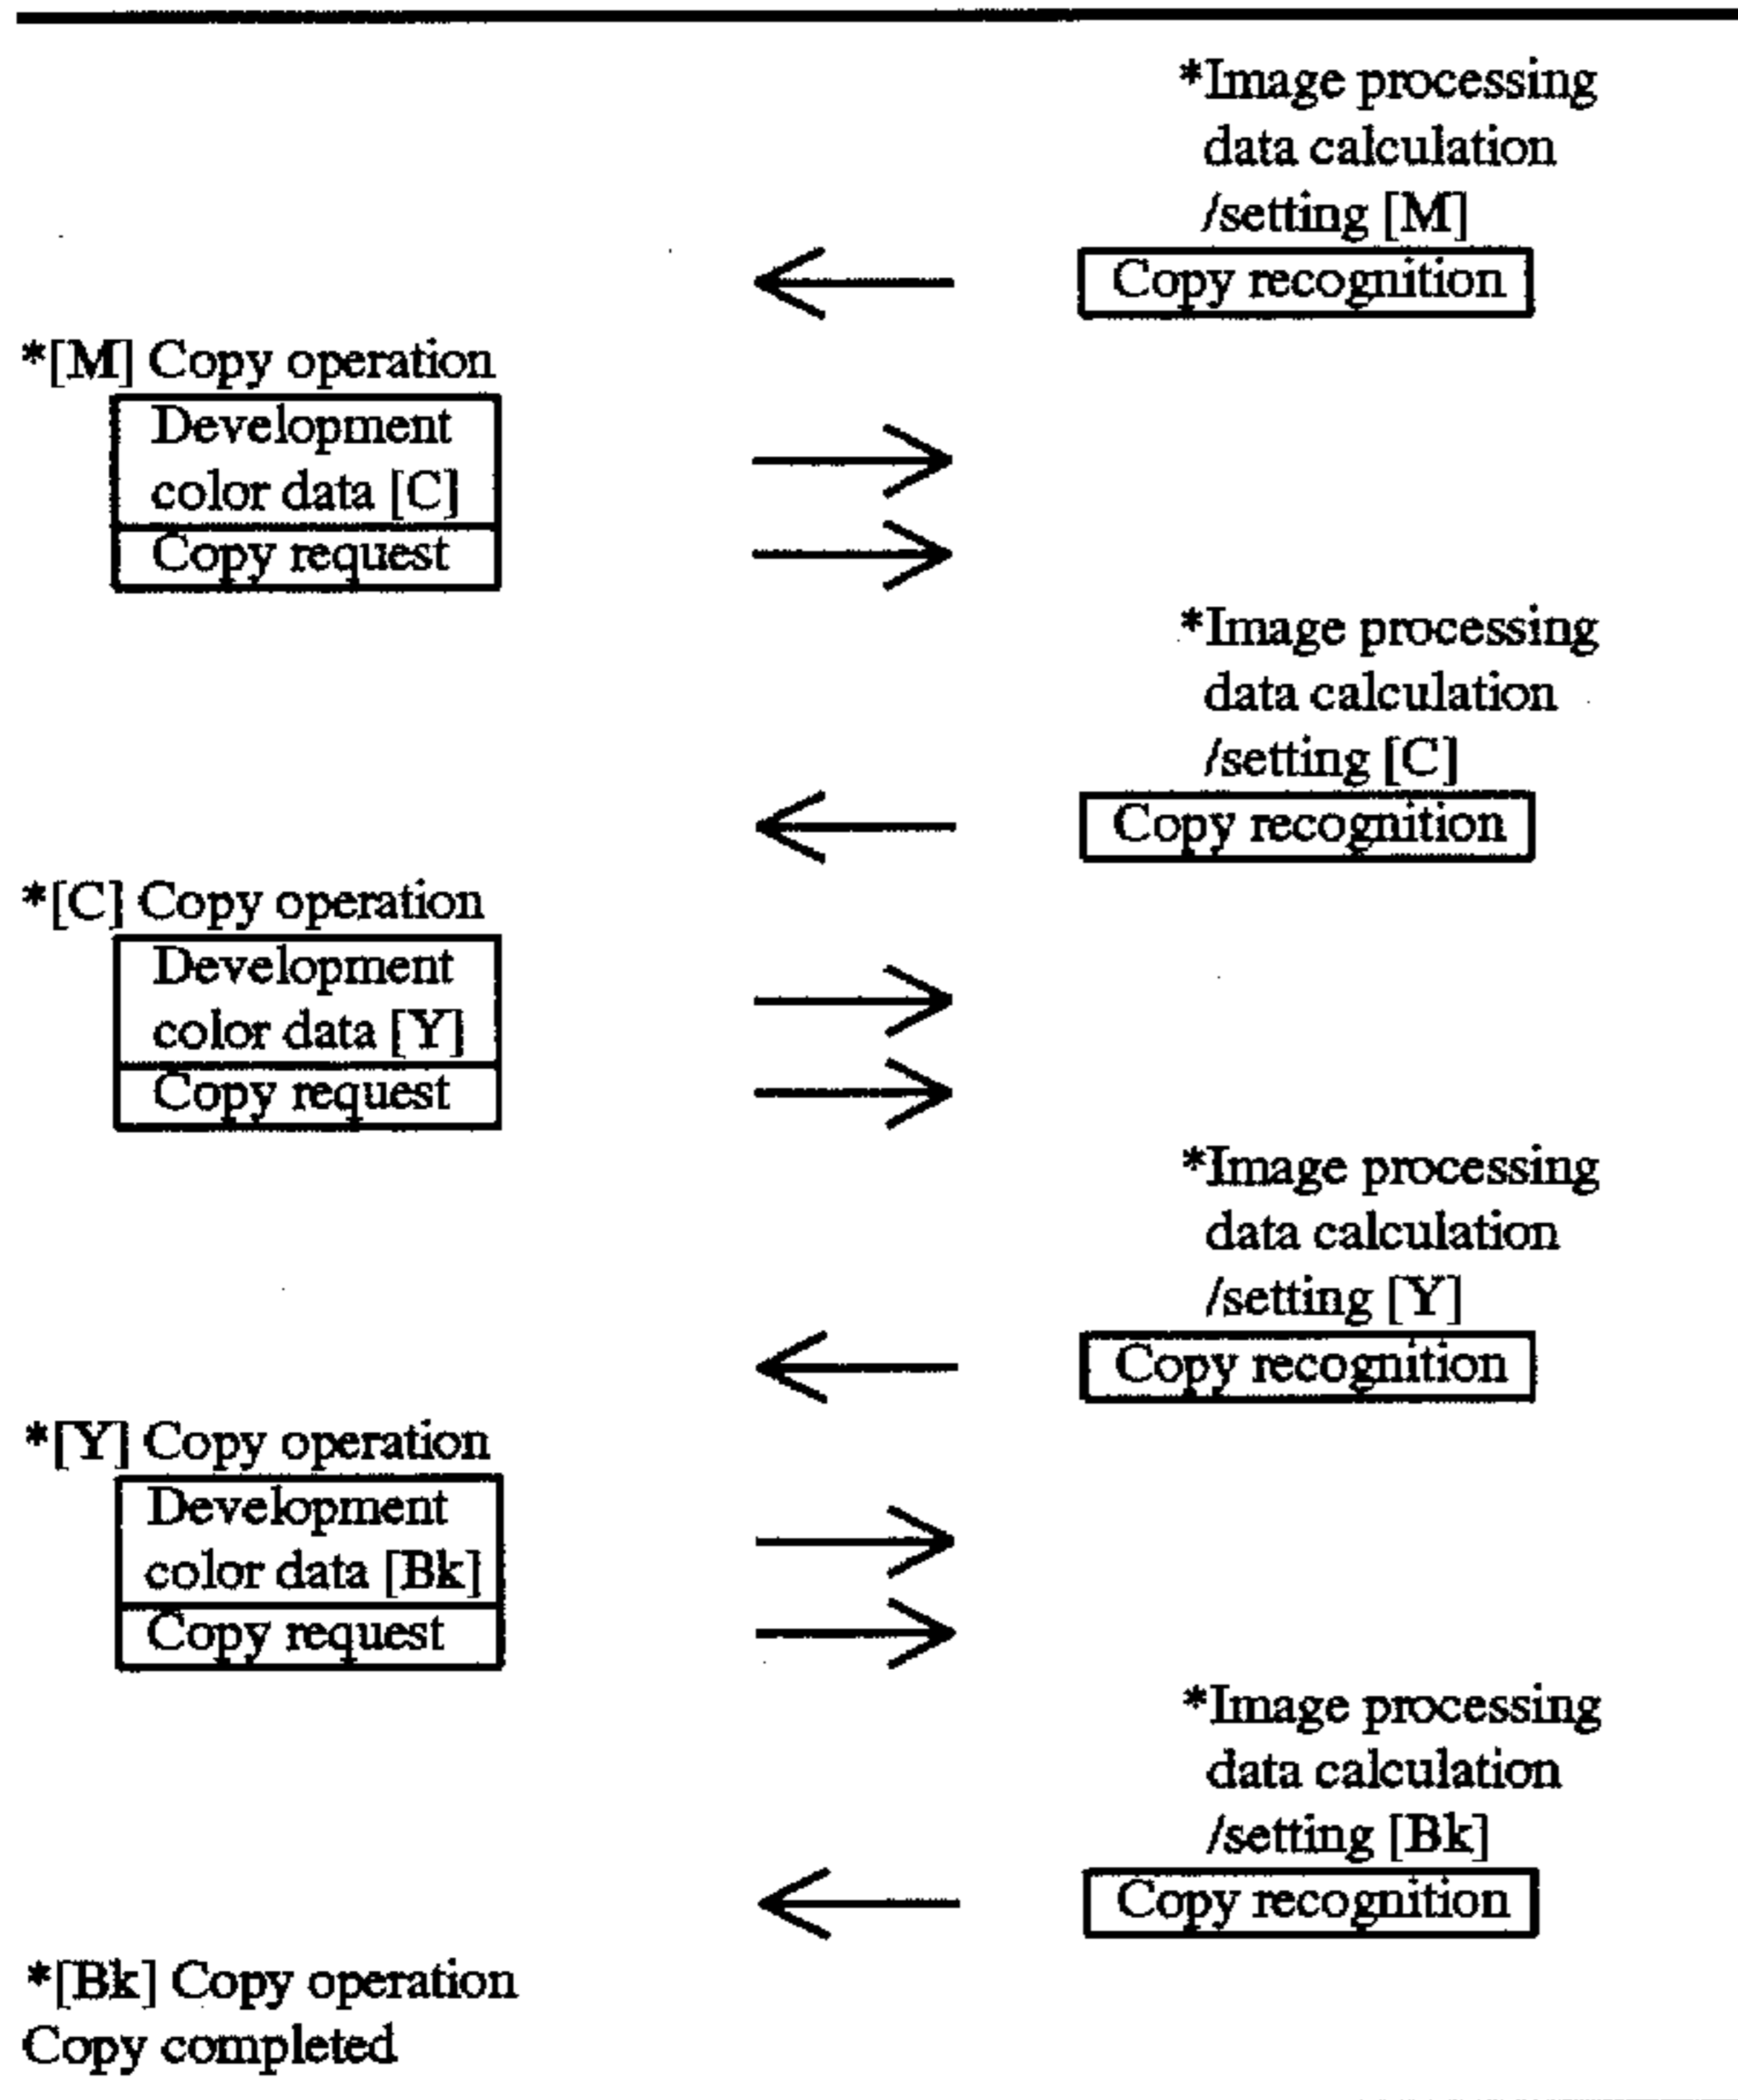 *Image processing
data calculation
/setting [M]
Copy recognition
*[M] Copy operation
Development
color data [C]
Copy request
*Image processing
data calculation
/setting [C]
Copy recognition
*[C] Copy operation
Development
color data [Y]
Copy request
*Image processing
data calculation
/setting [Y]
Copy recognition
*[Y] Copy operation
Development
color data [Bk]
Copy request
*Image processing
data calculation
/setting [Bk]
Copy recognition
*[Bk] Copy operation
Copy completed